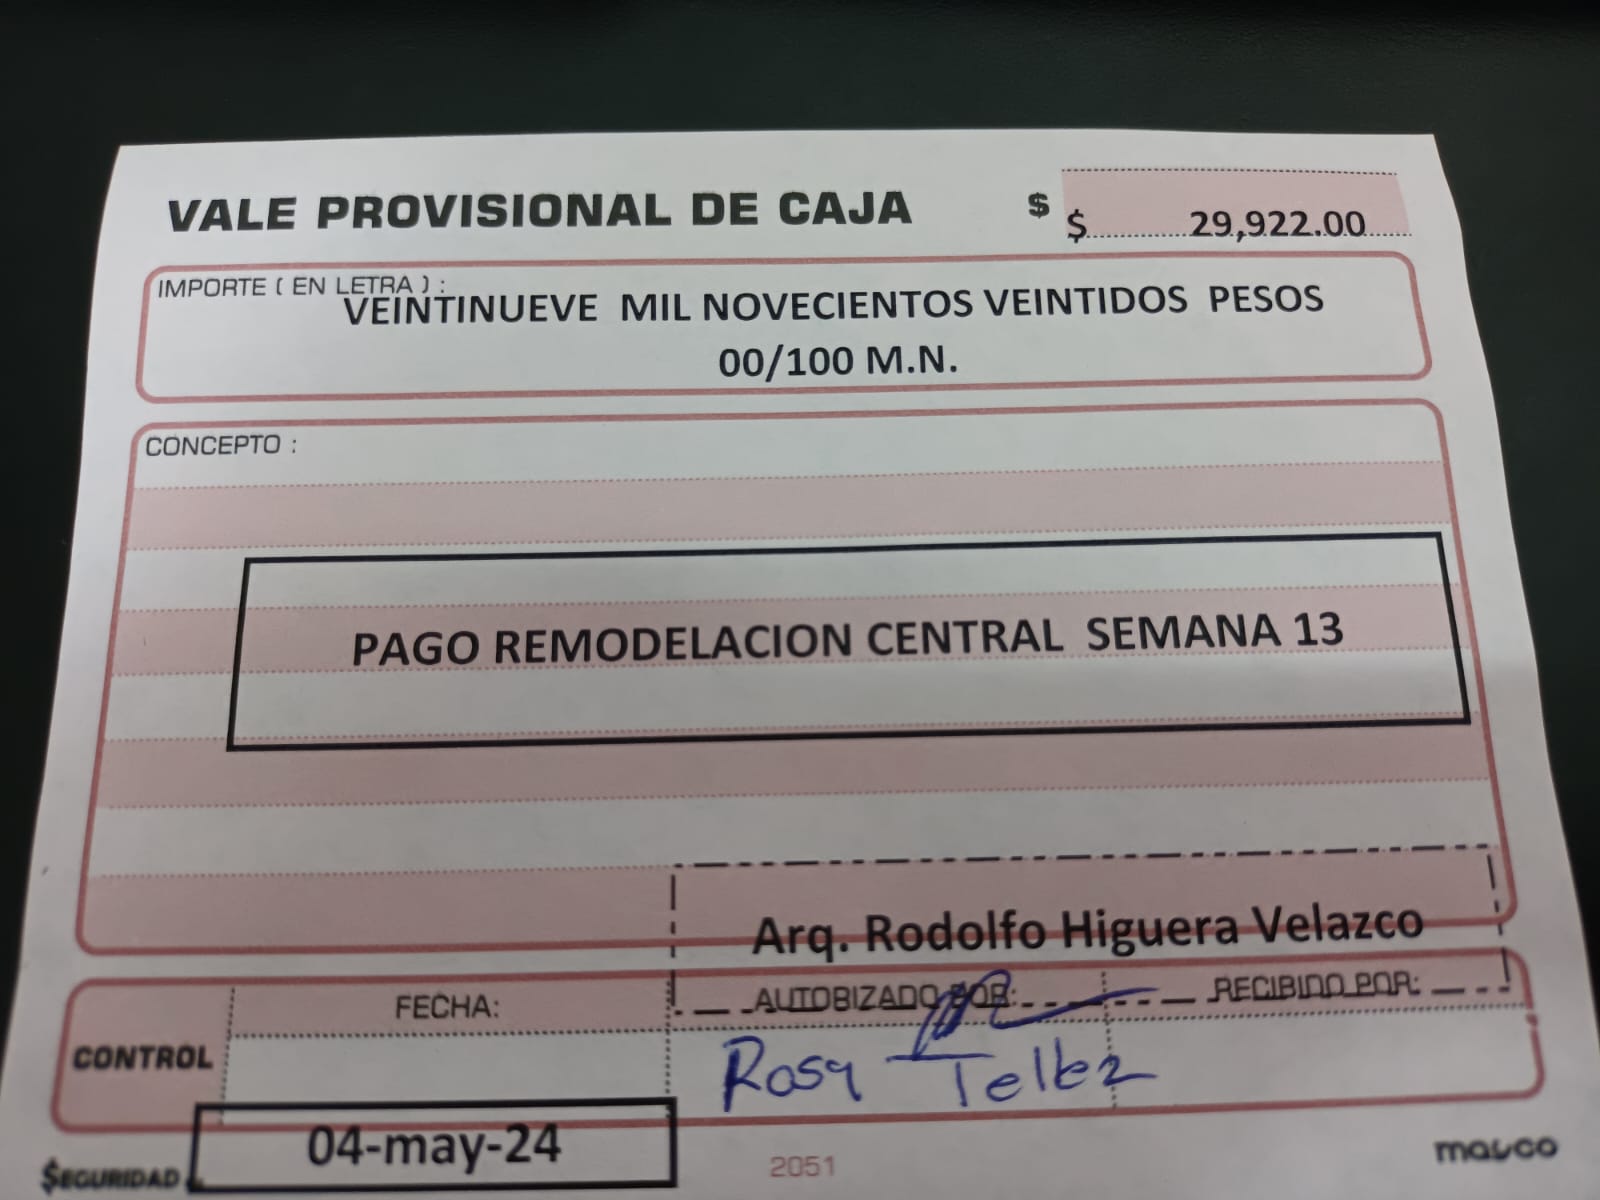 VALE PROVISIONAL DE CAJA $ $ 29,922.00
IMPORTE ( EN LETRA ) :
VEINTINUEVE MIL NOVECIENTOS VEINTIDOS PESOS
00/100 M.N.
CONCEPTO :
PAGO REMODELACION CENTRAL SEMANA 13
Arq. Rodolfo Higuera Velazco
CONTROL
FECHA:
AUTORIZADO POR:
RECIBIDO POR:
Rosy Tellez
04-may-24
$EGURIDAD
2051
masco